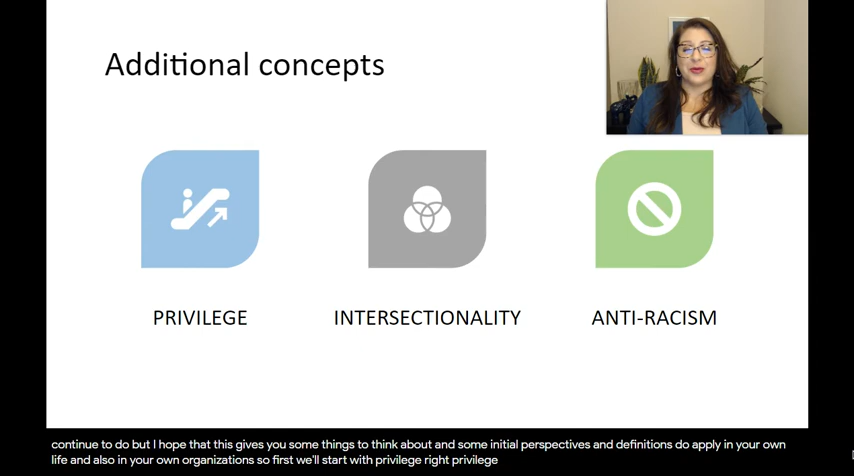 Additional concepts
PRIVILEGE
INTERSECTIONALITY
ANTI-RACISM
continue to do but I hope that this gives you some things to think about and some initial perspectives and definitions do apply in your own
life and also in your own organizations so first we'll start with privilege right privilege